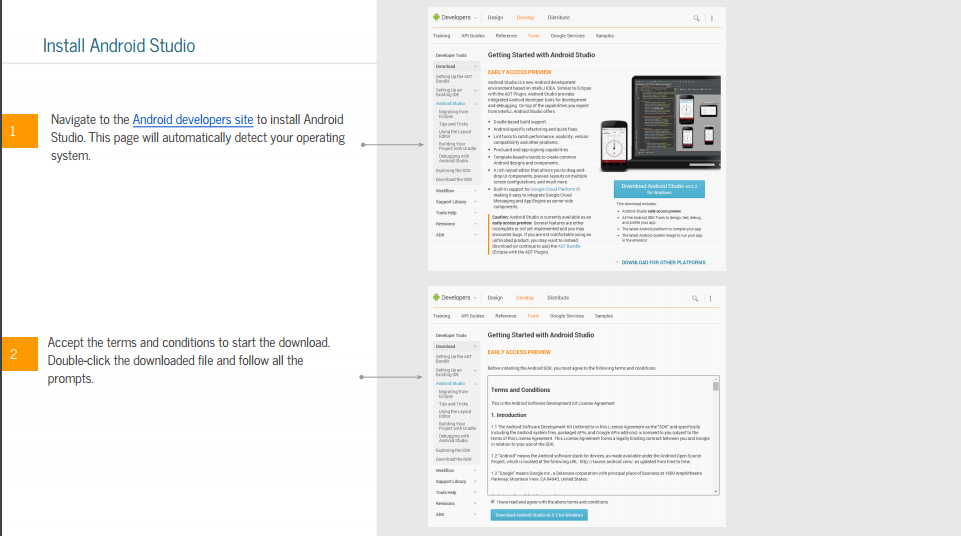 Install Android Studio
1
Navigate to the Android developers site to install Android
Studio. This page will automatically detect your operating
system.
2
Accept the terms and conditions to start the download.
Double-click the downloaded file and follow all the
prompts.
Developers
Design
Develop
Distribute
Training
API Guides
Reference
Tools
Google Services
Samples
Developer Tools
Download
Setting Up the ADT
Bundle
Setting Up an
Existing IDE
Android Studio
Migrating from
Eclipse
Tips and Tricks
Using the Layout
Editor
Building Your
Project with Gradle
Debugging with
Android Studio
Exploring the SDK
Download the NDK
Workflow
Support Library
Tools Help
Revisions
ADK
Getting Started with Android Studio
EARLY ACCESS PREVIEW
Android Studio is a new Android development
environment based on IntelliJ IDEA. Similar to Eclipse
with the ADT Plugin, Android Studio provides
integrated Android developer tools for development
and debugging. On top of the capabilities you expect
from IntelliJ, Android Studio offers:
Gradle-based build support.
Android-specific refactoring and quick fixes.
Lint tools to catch performance, usability, version
compatibility and other problems.
ProGuard and app-signing capabilities.
Template-based wizards to create common
Android designs and components.
A rich layout editor that allows you to drag-and-
drop UI components, preview layouts on multiple
screen configurations, and much more.
Built-in support for Google Cloud Platform,
making it easy to integrate Google Cloud
Messaging and App Engine as server-side
components.
Caution: Android Studio is currently available as an
early access preview. Several features are either
incomplete or not yet implemented and you may
encounter bugs. If you are not comfortable using an
unfinished product, you may want to instead
download (or continue to use) the ADT Bundle
(Eclipse with the ADT Plugin).
Download Android Studio
for Windows
This download includes:
Android Studio early access preview
All the Android SDK Tools to design, test, debug,
and profile your app
The latest Android platform to compile your app
The latest Android system image to run your app
in the emulator
DOWNLOAD FOR OTHER PLATFORMS
Developers
Design
Develop
Distribute
Training
API Guides
Reference
Tools
Google Services
Samples
Developer Tools
Download
Setting Up the ADT
Bundle
Setting Up an
Existing IDE
Android Studio
Migrating from
Eclipse
Tips and Tricks
Using the Layout
Editor
Building Your
Project with Gradle
Debugging with
Android Studio
Exploring the SDK
Download the NDK
Workflow
Support Library
Tools Help
Revisions
ADK
Getting Started with Android Studio
EARLY ACCESS PREVIEW
Before installing the Android SDK, you must agree to the following terms and conditions.
Terms and Conditions
This is the Android Software Development Kit License Agreement
1. Introduction
1.1 The Android Software Development Kit (referred to in this License Agreement as the "SDK" and specifically
including the Android system files, packaged APIs, and Google APIs add-ons) is licensed to you subject to the
terms of this License Agreement. This License Agreement forms a legally binding contract between you and Google
in relation to your use of the SDK.
1.2 "Android" means the Android software stack for devices, as made available under the Android Open Source
Project, which is located at the following URL: http://source.android.com/, as updated from time to time.
1.3 "Google" means Google Inc., a Delaware corporation with principal place of business at 1600 Amphitheatre
Parkway, Mountain View, CA 94043, United States.
I have read and agree with the above terms and conditions
Download Android Studio v0.5.2 for Windows